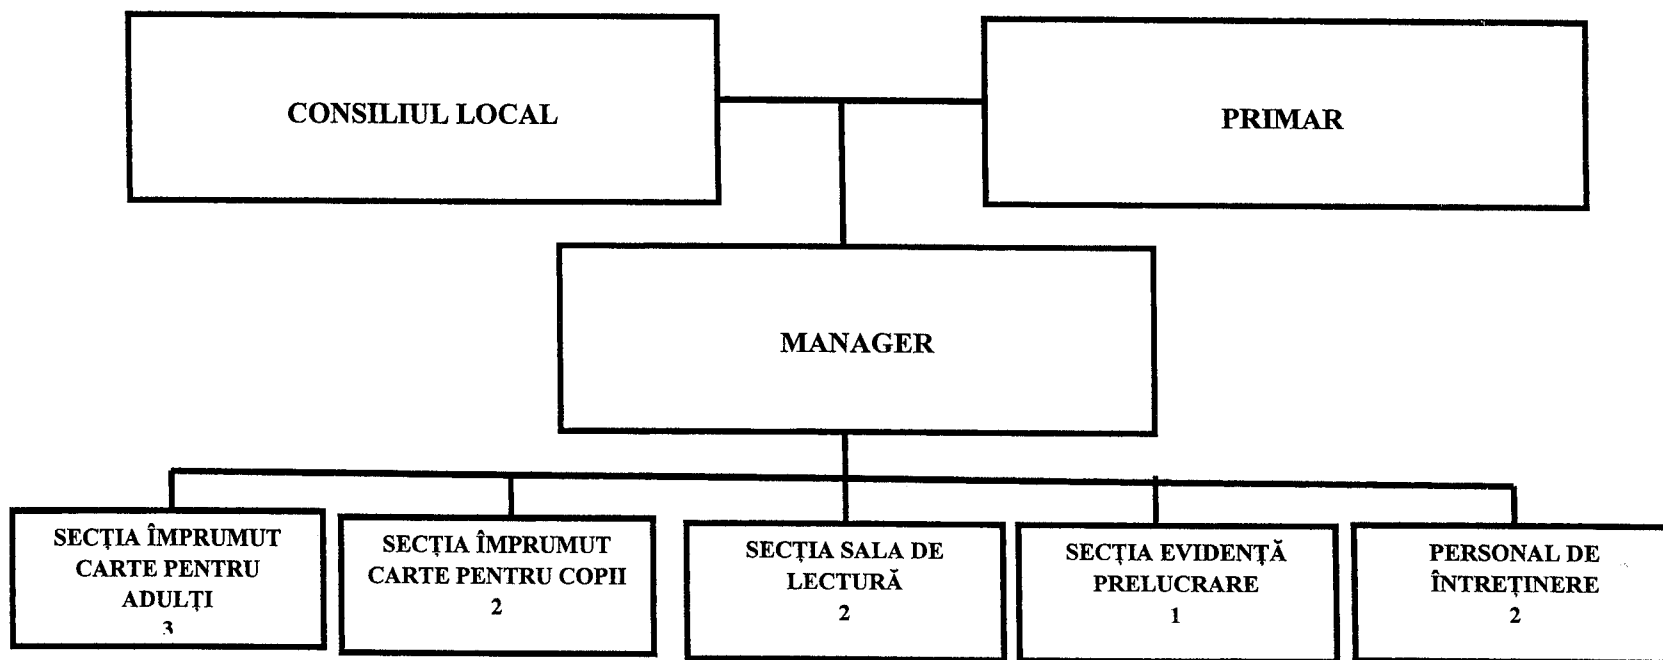 CONSILIUL LOCAL
PRIMAR
MANAGER
SECȚIA ÎMPRUMUT
CARTE PENTRU
ADULȚI
3
SECȚIA ÎMPRUMUT
CARTE PENTRU COPII
2
SECȚIA SALA DE
LECTURĂ
2
SECȚIA EVIDENȚĂ
PRELUCRARE
1
PERSONAL DE
ÎNTREȚINERE
2